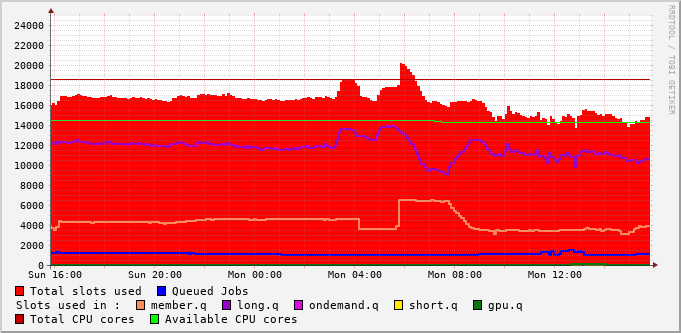 24000
22000
20000
18000
16000
14000
12000
10000
8000
6000
4000
2000
0
Sun 16:00 Sun 20:00 Mon 00:00 Mon 04:00 Mon 08:00 Mon 12:00
RRDTOOL / TOBI OETIKER
Total slots used Queued Jobs
Slots used in : member.q long.q ondemand.q short.q gpu.q
Total CPU cores Available CPU cores